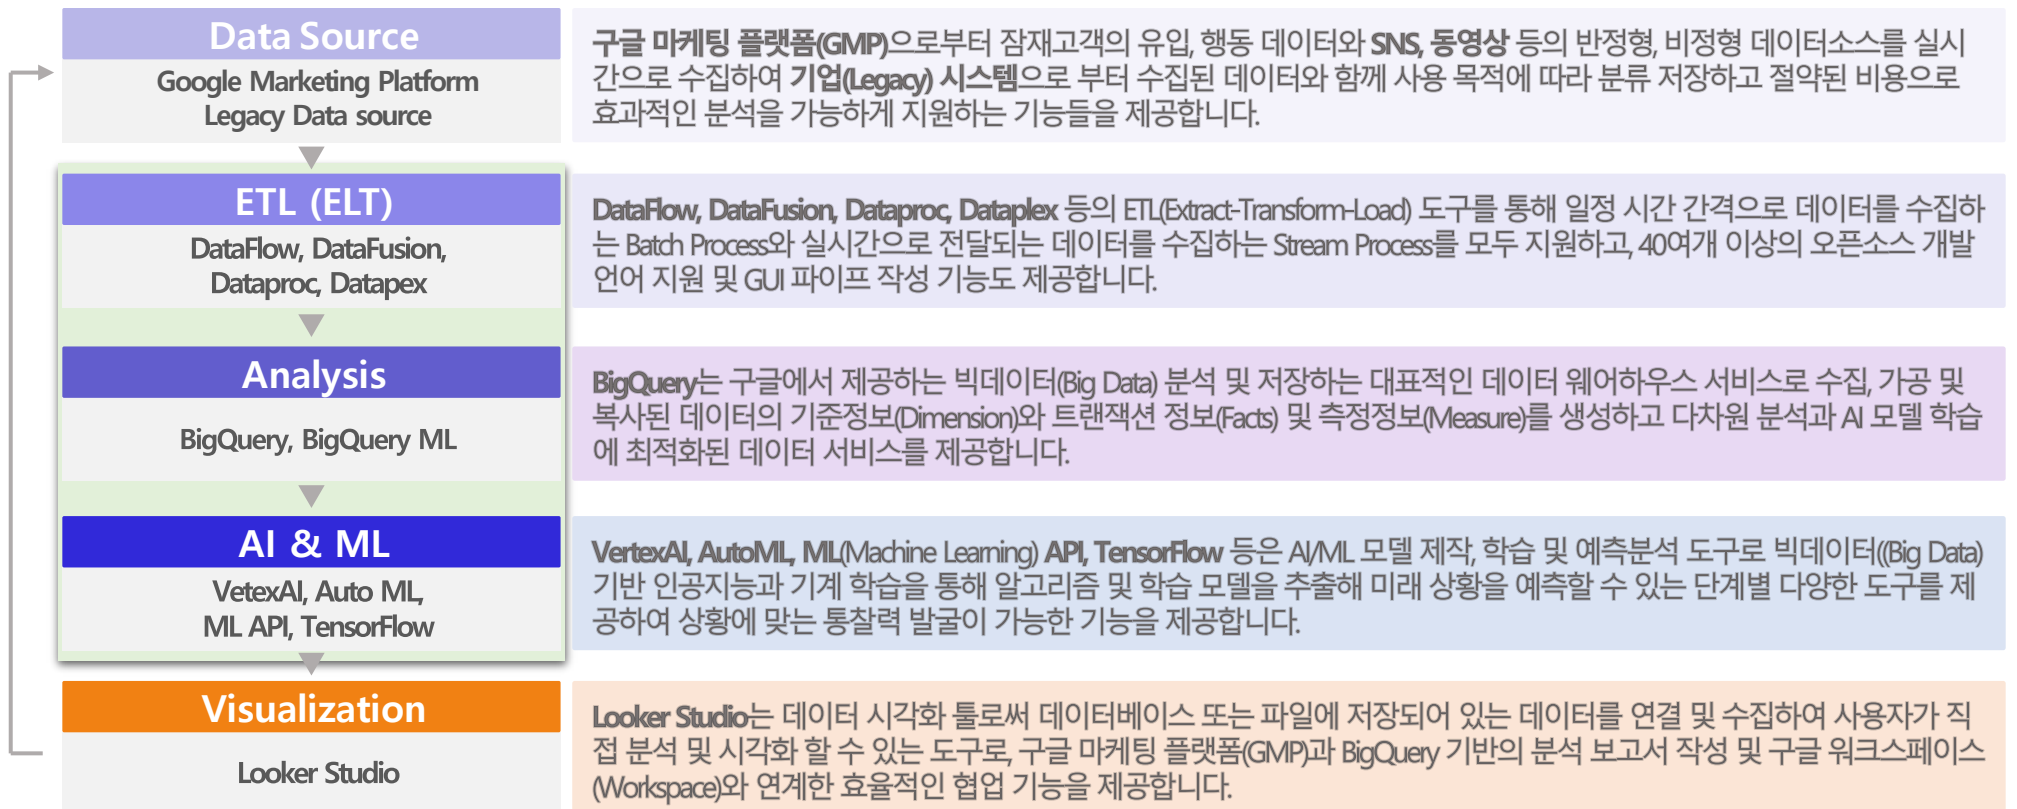 Data Source
Google Marketing Platform
Legacy Data source
구글 마케팅 플랫폼(GMP)으로부터 잠재고객의 유입, 행동 데이터와 SNS, 동영상 등의 반정형, 비정형 데이터소스를 실시
간으로 수집하여 기업(Legacy) 시스템으로 부터 수집된 데이터와 함께 사용 목적에 따라 분류 저장하고 절약된 비용으로
효과적인 분석을 가능하게 지원하는 기능들을 제공합니다.
ETL (ELT)
DataFlow, DataFusion,
Dataproc, Datapex
DataFlow, DataFusion, Dataproc, Dataplex 등의 ETL(Extract-Transform-Load) 도구를 통해 일정 시간 간격으로 데이터를 수집하
는 Batch Process와 실시간으로 전달되는 데이터를 수집하는 Stream Process를 모두 지원하고, 40여개 이상의 오픈소스 개발
언어 지원 및 GUI 파이프 작성 기능도 제공합니다.
Analysis
BigQuery, BigQuery ML
BigQuery는 구글에서 제공하는 빅데이터(Big Data) 분석 및 저장하는 대표적인 데이터 웨어하우스 서비스로 수집, 가공 및
복사된 데이터의 기준정보(Dimension)와 트랜잭션 정보(Facts) 및 측정정보(Measure)를 생성하고 다차원 분석과 AI 모델 학습
에 최적화된 데이터 서비스를 제공합니다.
AI & ML
VetexAI, Auto ML,
ML API, TensorFlow
VertexAI, AutoML, ML(Machine Learning) API, TensorFlow 등은 AI/ML 모델 제작, 학습 및 예측분석 도구로 빅데이터((Big Data)
기반 인공지능과 기계 학습을 통해 알고리즘 및 학습 모델을 추출해 미래 상황을 예측할 수 있는 단계별 다양한 도구를 제
공하여 상황에 맞는 통찰력 발굴이 가능한 기능을 제공합니다.
Visualization
Looker Studio
Looker Studio는 데이터 시각화 툴로써 데이터베이스 또는 파일에 저장되어 있는 데이터를 연결 및 수집하여 사용자가 직
접 분석 및 시각화 할 수 있는 도구로, 구글 마케팅 플랫폼(GMP)과 BigQuery 기반의 분석 보고서 작성 및 구글 워크스페이스
(Workspace)와 연계한 효율적인 협업 기능을 제공합니다.